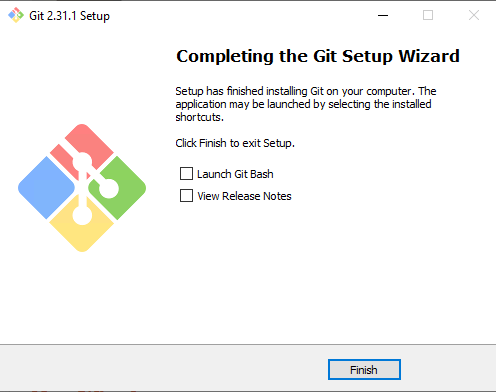 Git 2.31.1 Setup
Completing the Git Setup Wizard
Setup has finished installing Git on your computer. The
application may be launched by selecting the installed
shortcuts.
Click Finish to exit Setup.
Launch Git Bash
View Release Notes
Finish